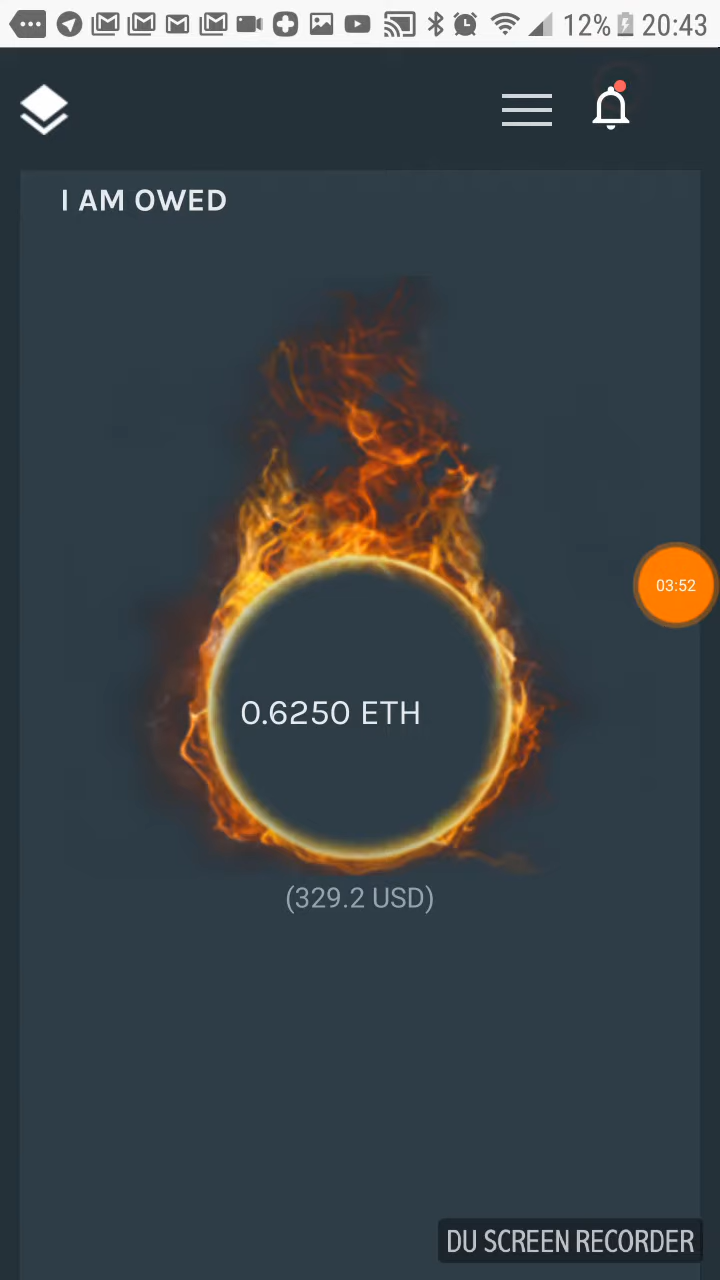 12% 20:43
I AM OWED
03:52
0.6250 ETH
(329.2 USD)
DU SCREEN RECORDER